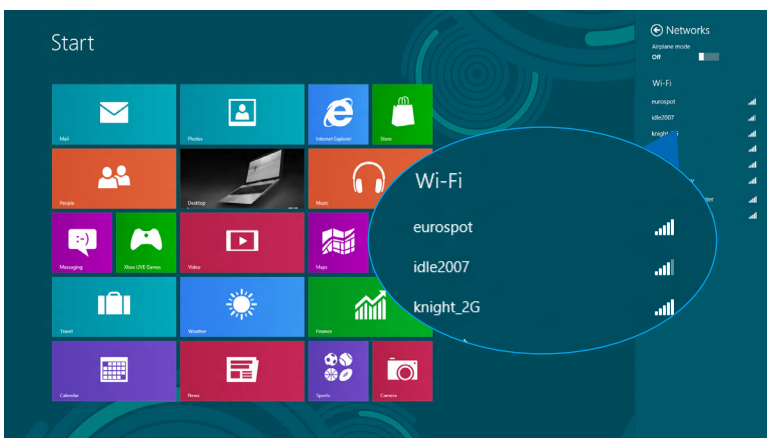 Start
Networks
Airplane mode
Off
Wi-Fi
eurospot
idle2007
knight_2G
Mail
Photos
Internet Explorer
Store
People
Desktop
Music
Messaging
Xbox LIVE Games
Video
Maps
Travel
Weather
Finance
Calendar
News
Sports
Camera
Wi-Fi
eurospot
idle2007
knight_2G